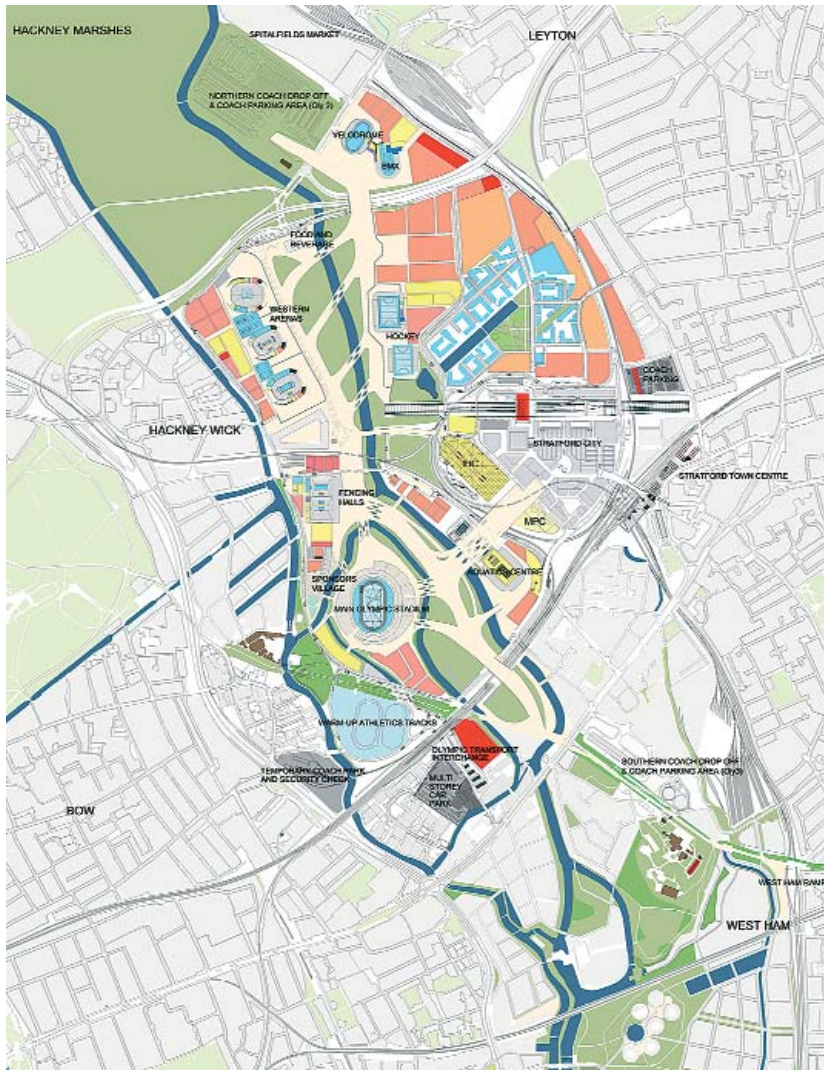 HACKNEY MARSHES
SPITALFIELDS MARKET
LEYTON
NORTHERN COACH DROP OFF
& COACH PARKING AREA (Oly 2)
VELODROME
BMX
FOOD AND
BEVERAGE
WESTERN
ARENAS
HOCKEY
COACH
PARKING
HACKNEY WICK
STRATFORD CITY
STRATFORD TOWN CENTRE
FENCING
HALLS
MPC
AQUATICS CENTRE
SPONSORS
VILLAGE
MAIN OLYMPIC STADIUM
WARM-UP ATHLETICS TRACKS
OLYMPIC TRANSPORT
INTERCHANGE
TEMPORARY COACH PARK
AND SECURITY CHECK
MULTI
STOREY
CAR
PARK
SOUTHERN COACH DROP OFF
& COACH PARKING AREA (Oly3)
BOW
WEST HAM RAMP
WEST HAM